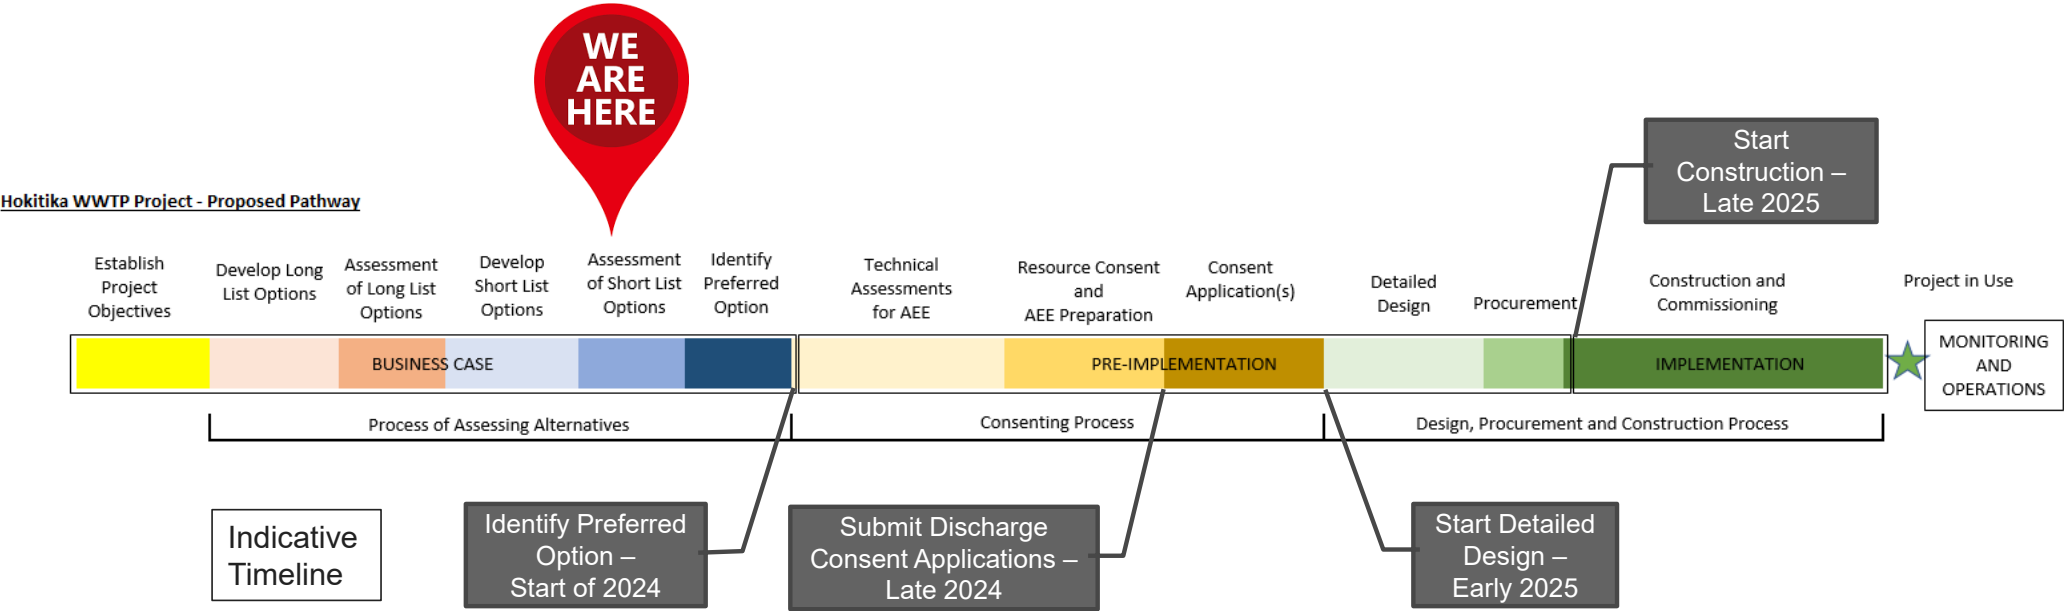 WE
ARE
HERE
Start
Construction –
Late 2025
Hokitika WWTP Project - Proposed Pathway
Establish
Project
Objectives
Develop Long
List Options
Assessment
of Long List
Options
Develop
Short List
Options
Assessment
of Short List
Options
Identify
Preferred
Option
Technical
Assessments
for AEE
Resource Consent
and
AEE Preparation
Consent
Application(s)
Detailed
Design
Procurement
Construction and
Commissioning
Project in Use
BUSINESS CASE
PRE-IMPLEMENTATION
IMPLEMENTATION
MONITORING
AND
OPERATIONS
Process of Assessing Alternatives
Consenting Process
Design, Procurement and Construction Process
Indicative
Timeline
Identify Preferred
Option –
Start of 2024
Submit Discharge
Consent Applications –
Late 2024
Start Detailed
Design –
Early 2025